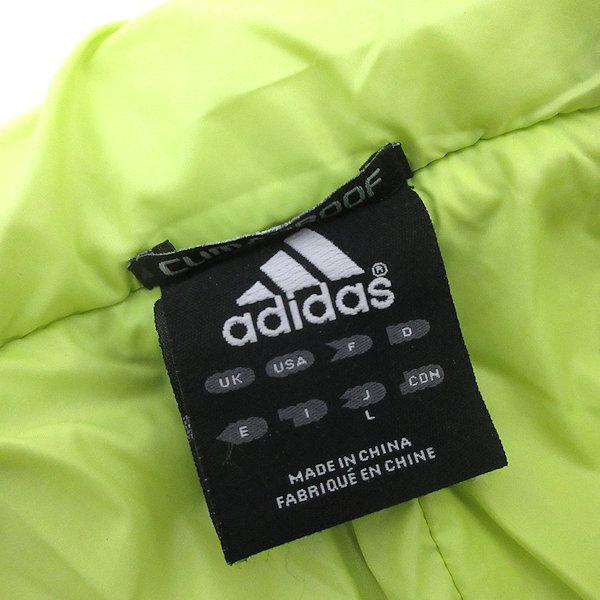 adidas®
UK USA F D
E I J CDN
L
MADE IN CHINA
FABRIQUÉ EN CHINE